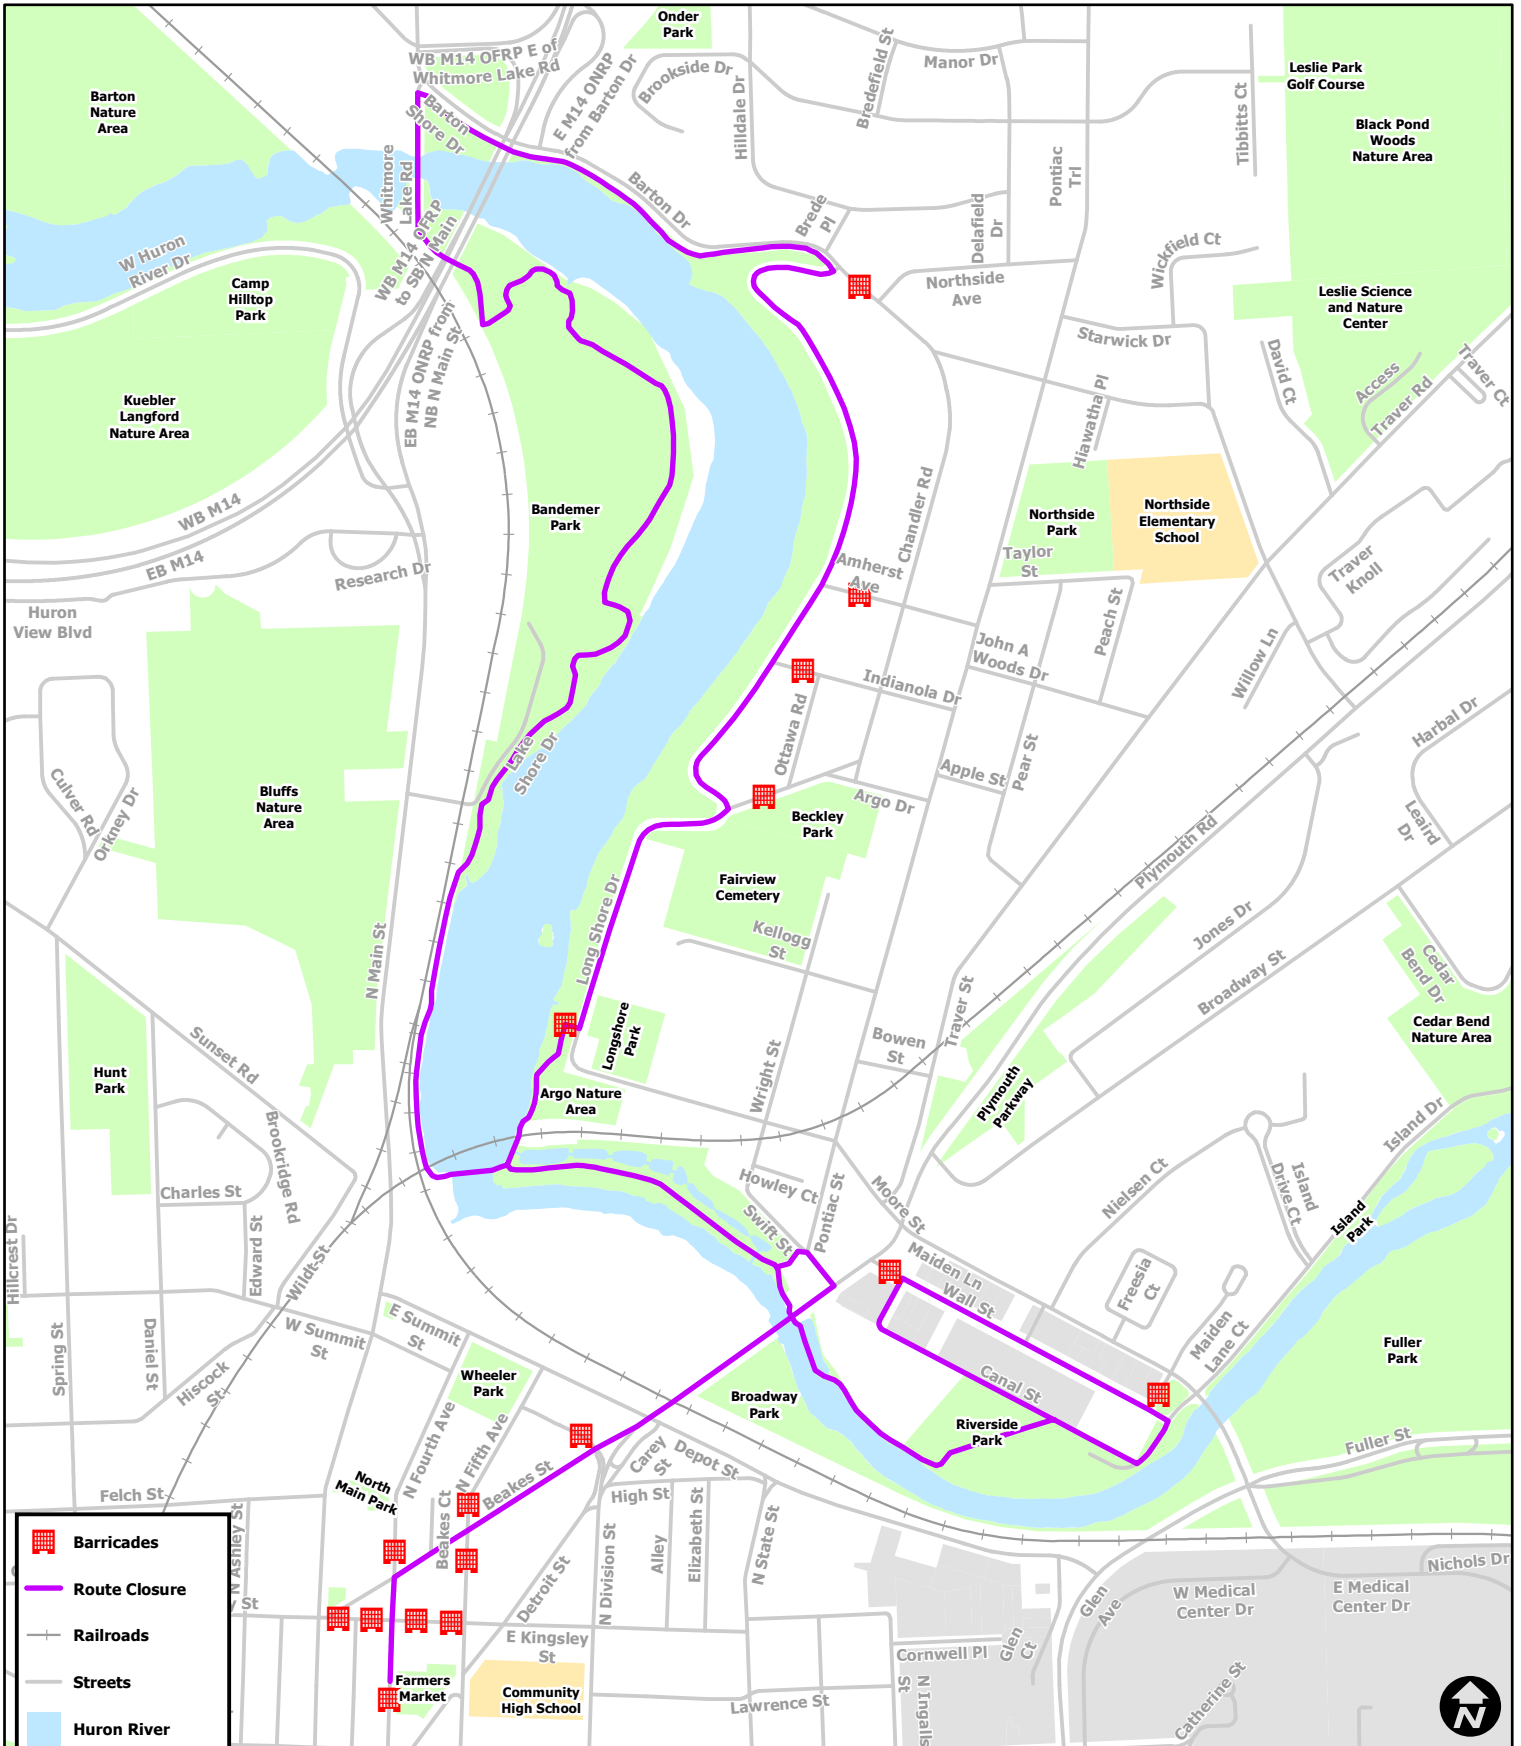 Onder
Park
WB M14 OFRP E of
Whitmore Lake Rd
E M14 ONRP
from Barton Dr
Brookside Dr
Hilldale Dr
Bredefield St
Manor Dr
Tibbitts Ct
Leslie Park
Golf Course
Barton
Nature
Area
Barton
Shore Dr
Black Pond
Woods
Nature Area
Whitmore
Lake Rd
Barton Dr
Brede
Pl
Delafield
Dr
Pontiac
Trl
W Huron
River Dr
WB M14 OFRP
to SB N Main
Wickfield Ct
Camp
Hilltop
Park
Northside
Ave
Leslie Science
and Nature
Center
EB M14 ONRP from
NB N Main St
Starwick Dr
David Ct
Access
Traver Rd
Traver Ct
Kuebler
Langford
Nature Area
Hiawatha Pl
WB M14
EB M14
Bandemer
Park
Chandler Rd
Northside
Park
Northside
Elementary
School
Research Dr
Amherst
Ave
Taylor
St
Traver
Knoll
Huron
View Blvd
Peach St
John A
Woods Dr
Willow Ln
Indianola Dr
Ottawa Rd
Harbal Dr
Lake
Shore Dr
Pear St
Apple St
Argo Dr
Culver Rd
Orkney Dr
Bluffs
Nature
Area
Beckley
Park
Leaird
Dr
Plymouth Rd
Fairview
Cemetery
Long Shore Dr
Kellogg
St
Jones Dr
N Main St
Broadway St
Cedar
Bend Dr
Traver St
Longshore
Park
Cedar Bend
Nature Area
Sunset Rd
Bowen
St
Wright St
Hunt
Park
Argo Nature
Area
Plymouth
Parkway
Brookridge Rd
Island Dr
Charles St
Howley Ct
Nielsen Ct
Island
Drive Ct
Moore St
Pontiac St
Swift St
Island
Park
Hillcrest Dr
Edward St
Wildt St
Maiden Ln
Wall St
Freesia
Ct
Maiden
Lane Ct
E Summit
St
W Summit
St
Spring St
Daniel St
Hiscock
St
Wheeler
Park
Broadway
Park
Canal St
Riverside
Park
Fuller
Park
N Fourth Ave
N Fifth Ave
Carey
St
Depot St
Fuller St
Felch St
North
Main Park
Beakes St
Beakes Ct
High St
Elizabeth St
Alley
N State St
N Division St
N Ashley St
Detroit St
Nichols Dr
W Medical
Center Dr
E Medical
Center Dr
Glen
Ave
y St
E Kingsley
St
Cornwell Pl
Glen
Ct
Farmers
Market
Community
High School
Lawrence St
N Ingalls
St
Catherine St
Barricades
Route Closure
Railroads
Streets
Huron River
N